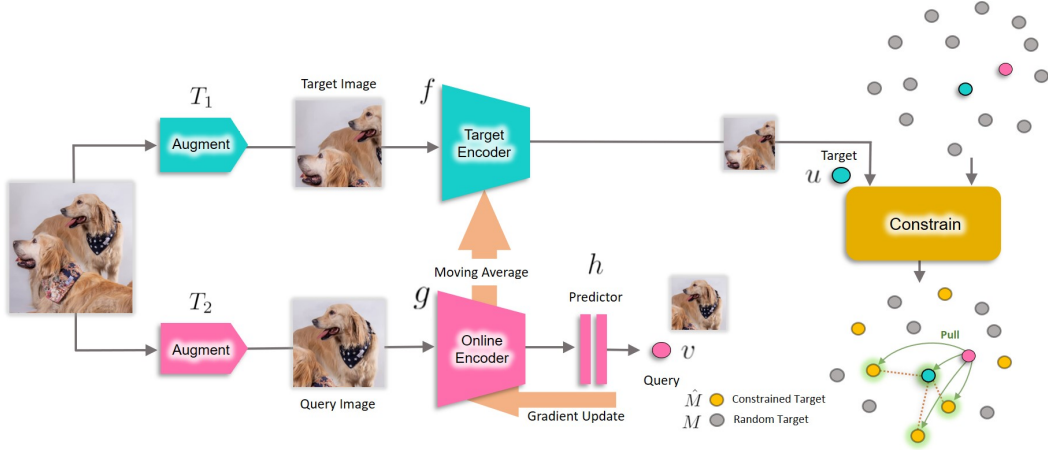 Target Image
f
T₁
Augment
Target
Encoder
Target
u
Constrain
Moving Average
h
T₂
g
Predictor
Augment
Online
Encoder
v
Query
Pull
Query Image
Gradient Update
M̂ Constrained Target
M Random Target